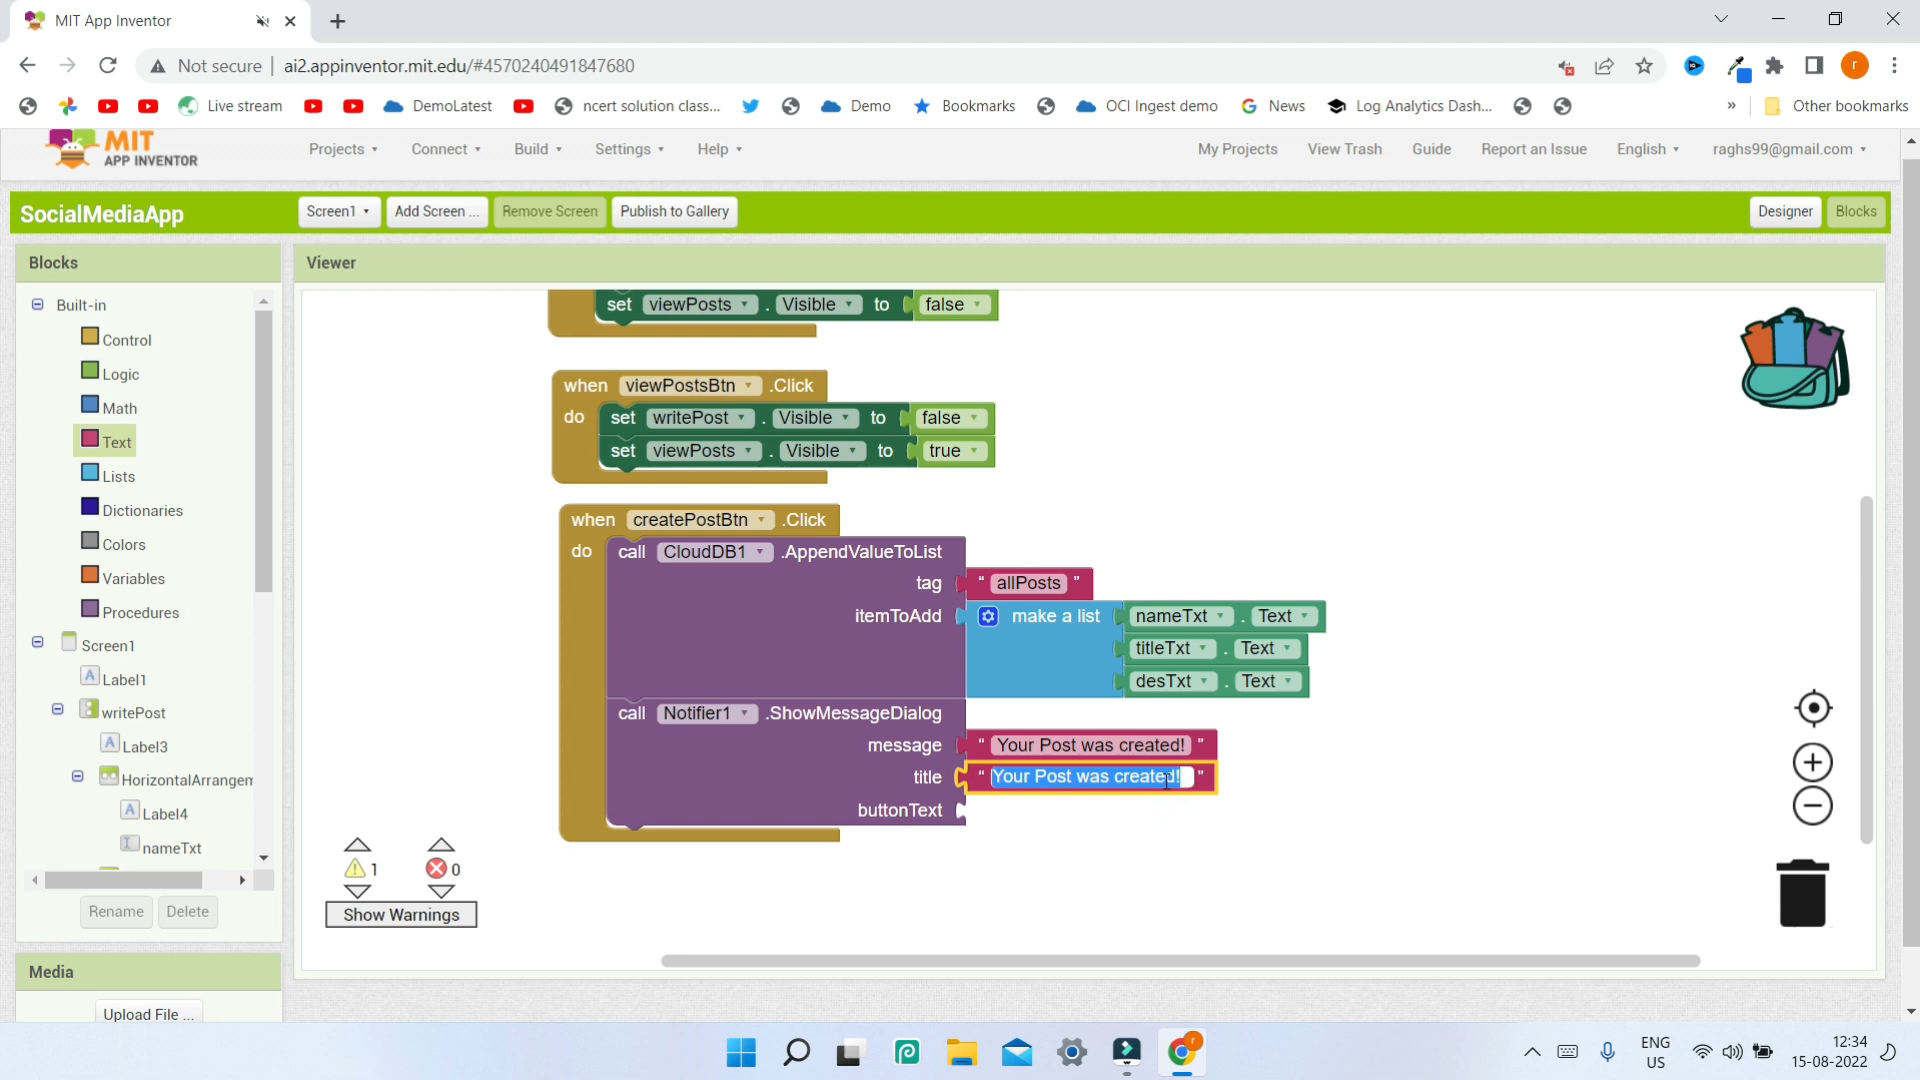 MIT App Inventor
Not secure
ai2.appinventor.mit.edu/#4570240491847680
r
Live stream
DemoLatest
ncert solution class...
Demo
Bookmarks
OCI Ingest demo
News
Log Analytics Dash...
»
Other bookmarks
MIT
APP INVENTOR
Projects
Connect
Build
Settings
Help
My Projects
View Trash
Guide
Report an Issue
English
raghs99@gmail.com
SocialMediaApp
Screen1
Add Screen ...
Remove Screen
Publish to Gallery
Designer
Blocks
Blocks
Viewer
Built-in
Control
Logic
Math
Text
Lists
Dictionaries
Colors
Variables
Procedures
Screen1
Label1
writePost
Label3
HorizontalArrangem
Label4
nameTxt
Rename
Delete
Media
Upload File ...
set viewPosts . Visible to false
when viewPostsBtn .Click
do set writePost . Visible to false
set viewPosts . Visible to true
when createPostBtn .Click
do call CloudDB1 .AppendValueToList
tag " allPosts "
itemToAdd make a list nameTxt . Text
titleTxt . Text
desTxt . Text
call Notifier1 .ShowMessageDialog
message " Your Post was created! "
title " Your Post was created! "
buttonText
1
0
Show Warnings
r
ENG
US
12:34
15-08-2022